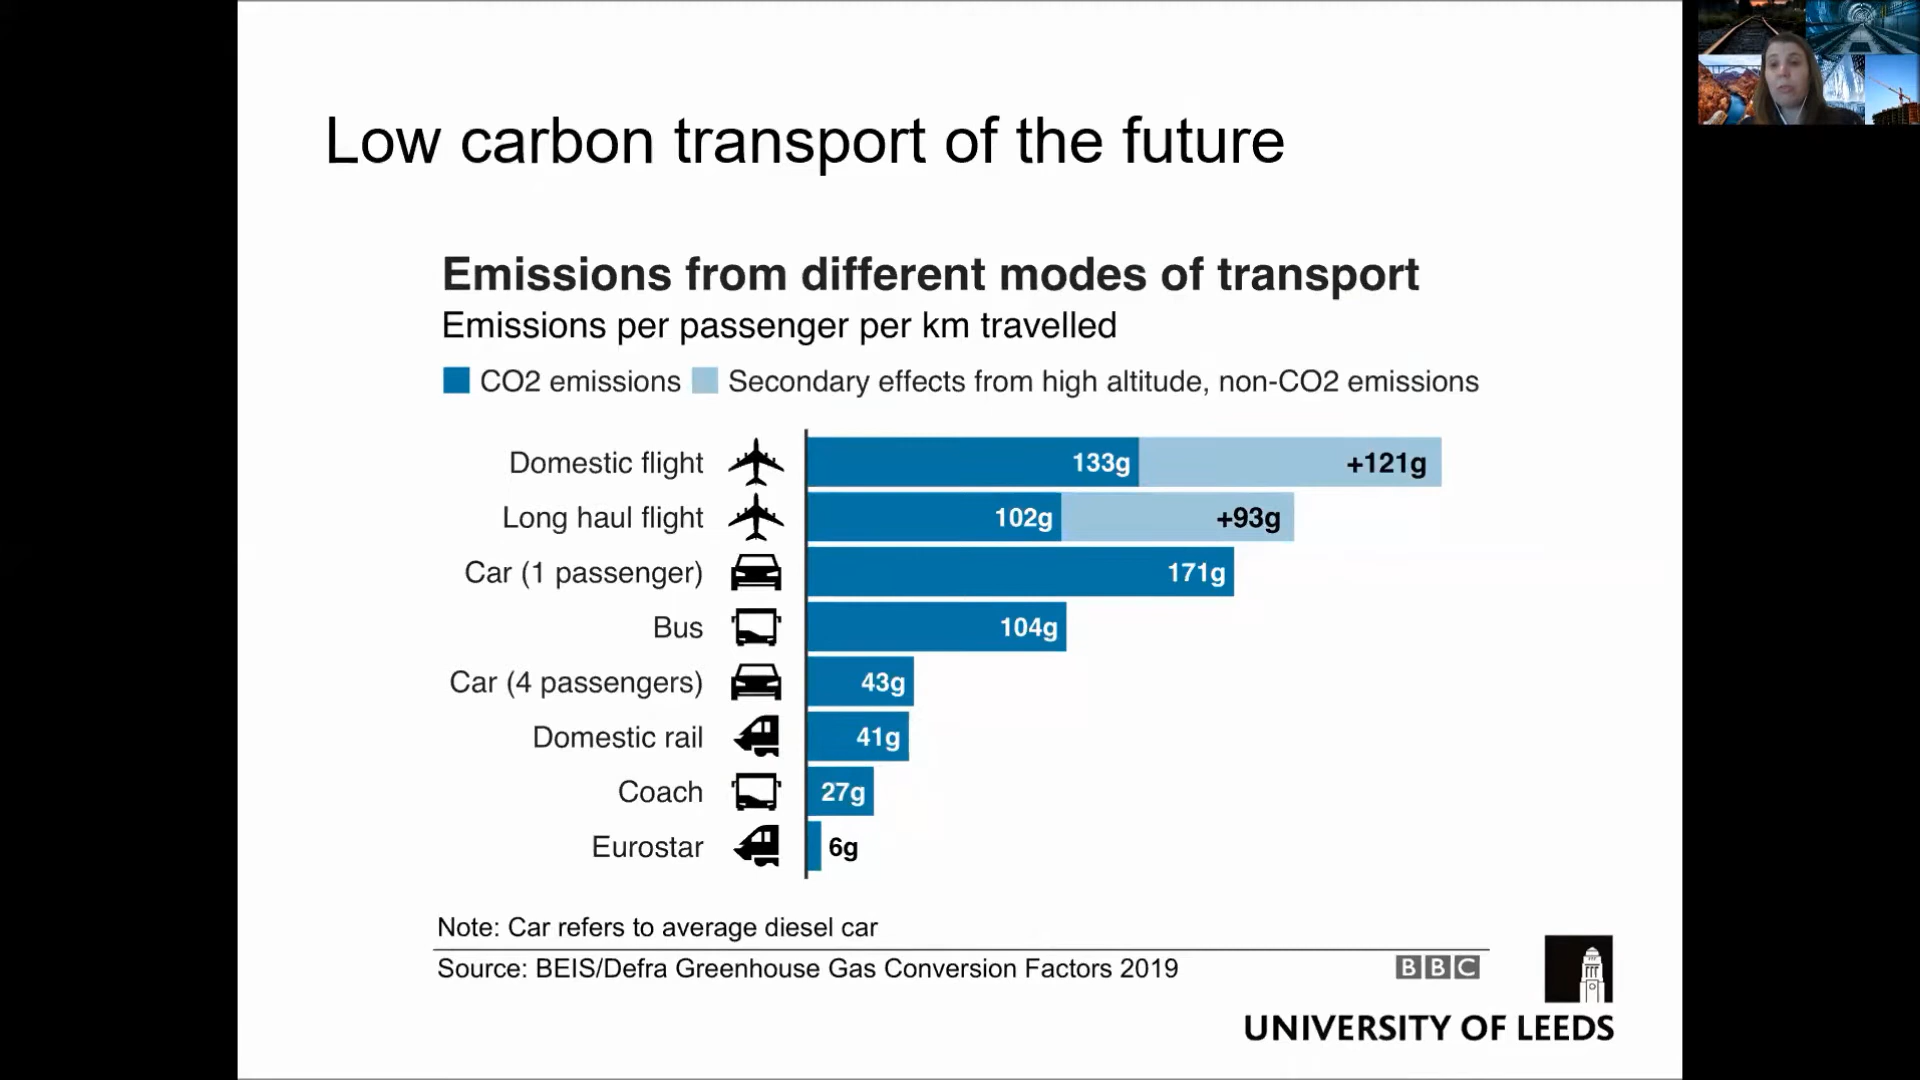 Low carbon transport of the future
Emissions from different modes of transport
Emissions per passenger per km travelled
CO2 emissions Secondary effects from high altitude, non-CO2 emissions
Domestic flight 133g +121g
Long haul flight 102g +93g
Car (1 passenger) 171g
Bus 104g
Car (4 passengers) 43g
Domestic rail 41g
Coach 27g
Eurostar 6g
Note: Car refers to average diesel car
Source: BEIS/Defra Greenhouse Gas Conversion Factors 2019 BBC
UNIVERSITY OF LEEDS